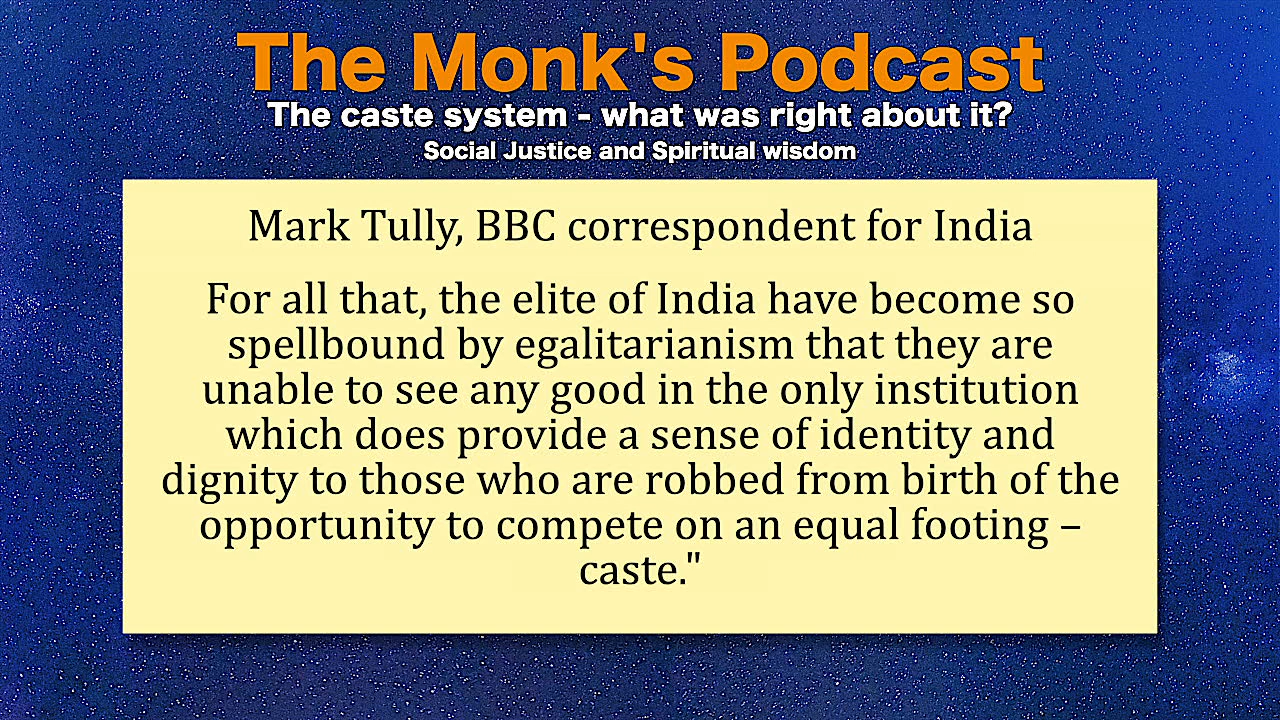 The Monk's Podcast
The caste system - what was right about it?
Social Justice and Spiritual wisdom
Mark Tully, BBC correspondent for India
For all that, the elite of India have become so
spellbound by egalitarianism that they are
unable to see any good in the only institution
which does provide a sense of identity and
dignity to those who are robbed from birth of the
opportunity to compete on an equal footing –
caste."